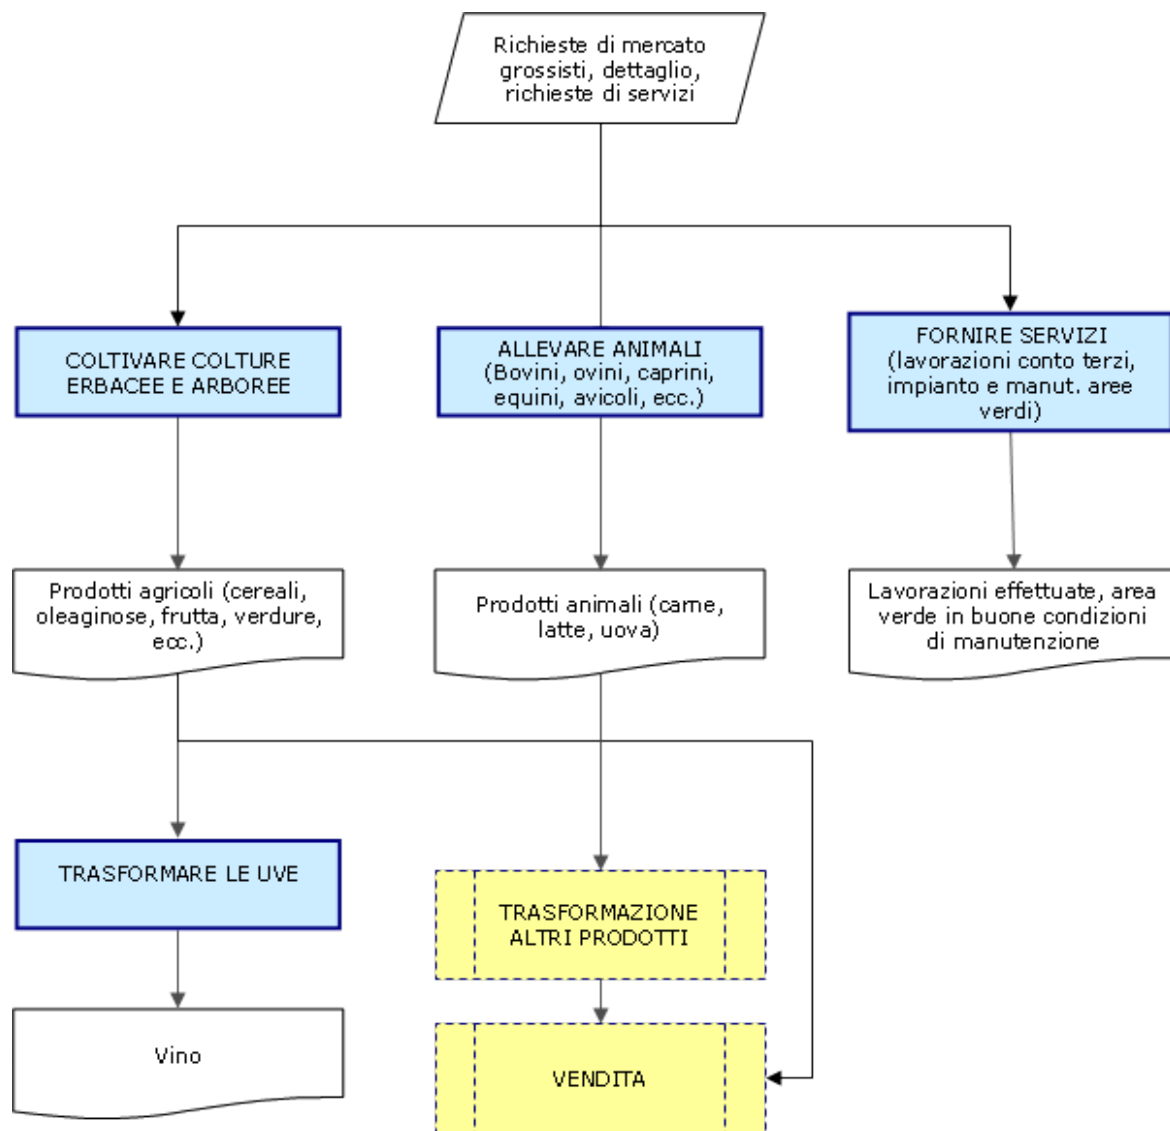 Richieste di mercato
grossisti, dettaglio,
richieste di servizi
COLTIVARE COLTURE
ERBACEE E ARBOREE
ALLEVARE ANIMALI
(Bovini, ovini, caprini,
equini, avicoli, ecc.)
FORNIRE SERVIZI
(lavorazioni conto terzi,
impianto e manut. aree
verdi)
Prodotti agricoli (cereali,
oleaginose, frutta, verdure,
ecc.)
Prodotti animali (carne,
latte, uova)
Lavorazioni effettuate, area
verde in buone condizioni
di manutenzione
TRASFORMARE LE UVE
TRASFORMAZIONE
ALTRI PRODOTTI
Vino
VENDITA